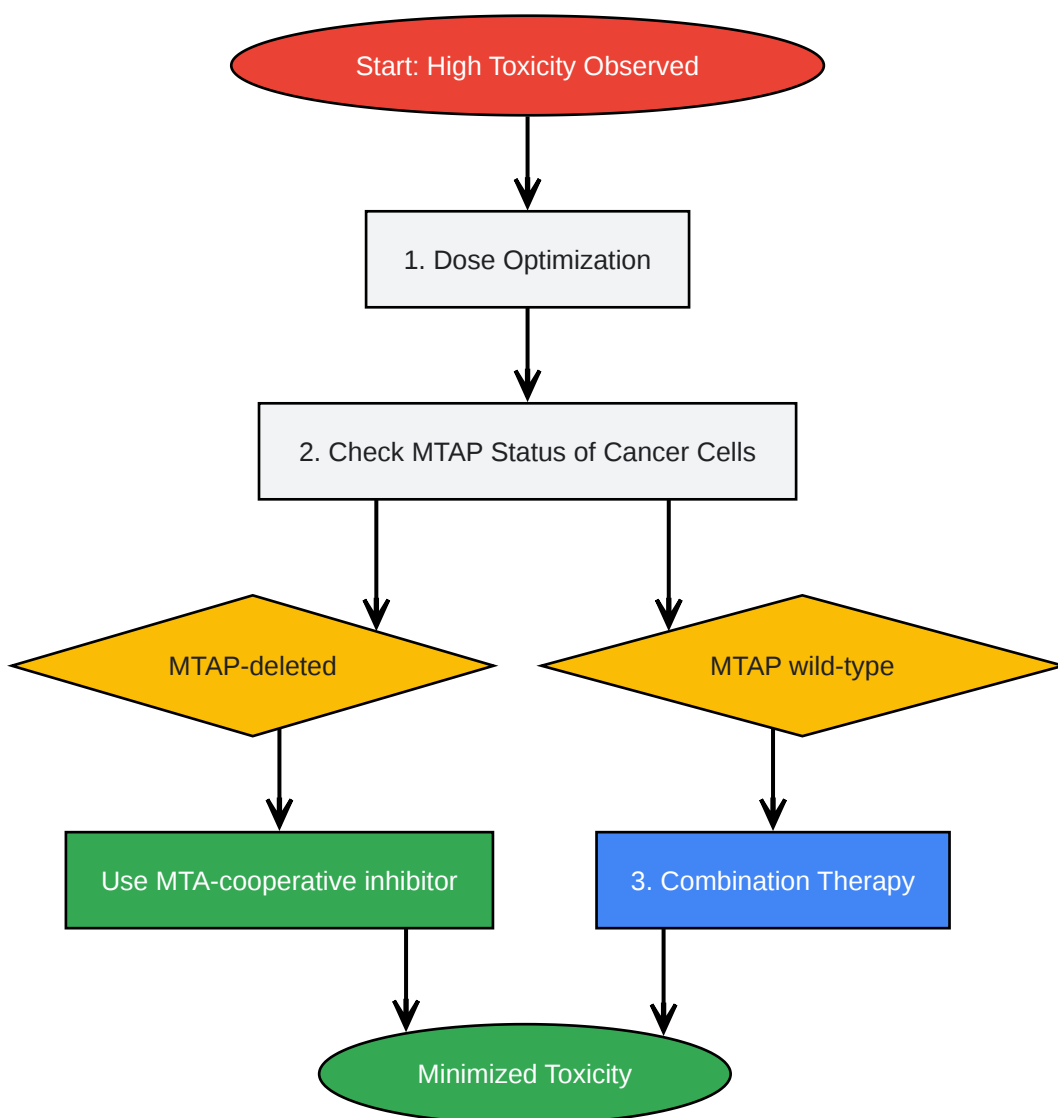 Start: High Toxicity Observed
1. Dose Optimization
2. Check MTAP Status of Cancer Cells
MTAP-deleted
MTAP wild-type
Use MTA-cooperative inhibitor
3. Combination Therapy
Minimized Toxicity